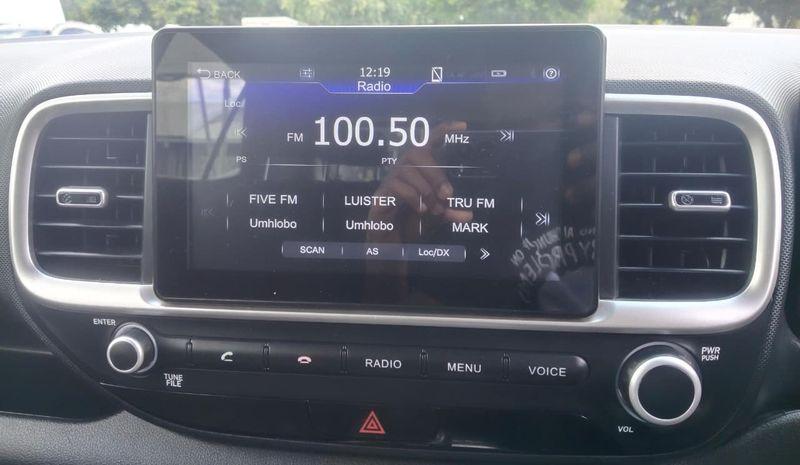 BACK
12:19
Radio
Loc/
FM 100.50 MHz
PS PTY
FIVE FM LUISTER TRU FM
Umhlobo Umhlobo MARK
SCAN AS Loc/DX
ENTER
TUNE
FILE
RADIO MENU VOICE
PWR
PUSH
VOL